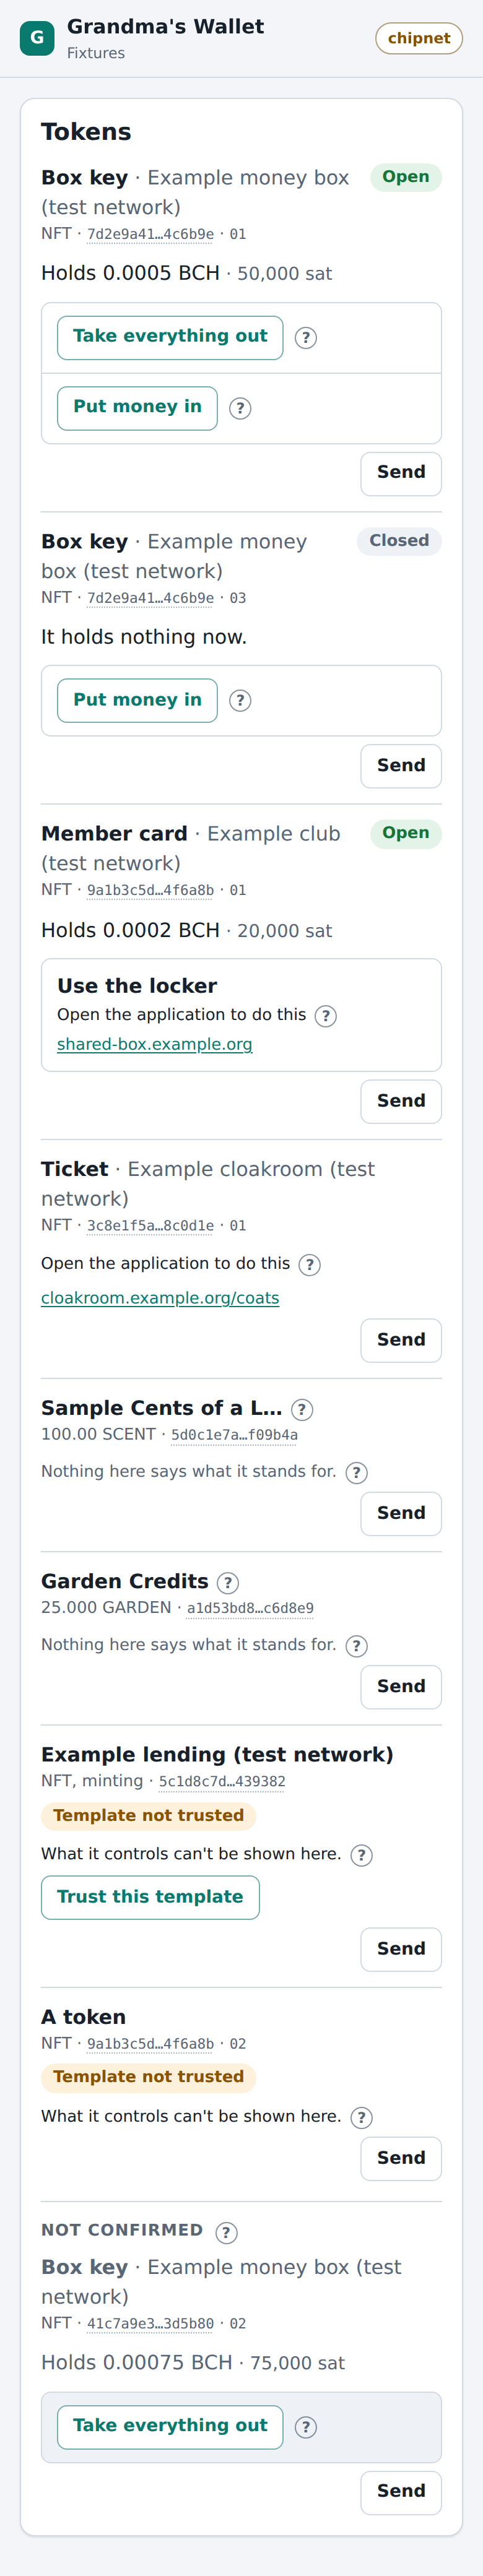 G
Grandma's Wallet
Fixtures
chipnet
Tokens
Box key · Example money box
(test network)
Open
NFT · 7d2e9a41…4c6b9e · 01
Holds 0.0005 BCH · 50,000 sat
Take everything out ?
Put money in ?
Send
Box key · Example money
box (test network)
Closed
NFT · 7d2e9a41…4c6b9e · 03
It holds nothing now.
Put money in ?
Send
Member card · Example club
(test network)
Open
NFT · 9a1b3c5d…4f6a8b · 01
Holds 0.0002 BCH · 20,000 sat
Use the locker
Open the application to do this ?
shared-box.example.org
Send
Ticket · Example cloakroom (test
network)
NFT · 3c8e1f5a…8c0d1e · 01
Open the application to do this ?
cloakroom.example.org/coats
Send
Sample Cents of a L… ?
100.00 SCENT · 5d0c1e7a…f09b4a
Nothing here says what it stands for. ?
Send
Garden Credits ?
25.000 GARDEN · a1d53bd8…c6d8e9
Nothing here says what it stands for. ?
Send
Example lending (test network)
NFT, minting · 5c1d8c7d…439382
Template not trusted
What it controls can't be shown here. ?
Trust this template
Send
A token
NFT · 9a1b3c5d…4f6a8b · 02
Template not trusted
What it controls can't be shown here. ?
Send
NOT CONFIRMED ?
Box key · Example money box (test
network)
NFT · 41c7a9e3…3d5b80 · 02
Holds 0.00075 BCH · 75,000 sat
Take everything out ?
Send